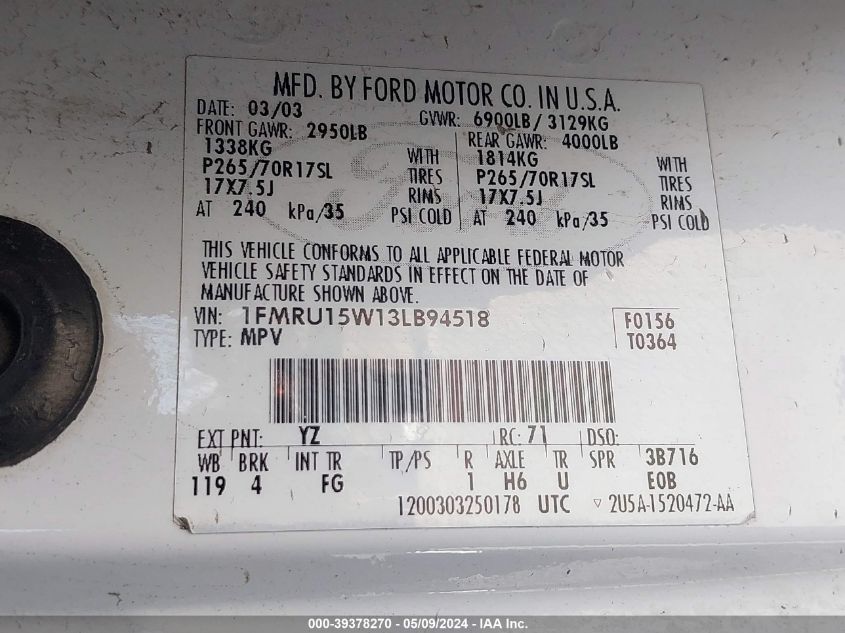 MFD. BY FORD MOTOR CO. IN U.S.A.
DATE: 03/03 GVWR: 6900LB/ 3129KG
FRONT GAWR: 2950LB REAR GAWR: 4000LB
1338KG WITH 1814KG WITH
P265/70R17SL TIRES P265/70R17SL TIRES
17X7.5J RIMS 17X7.5J RIMS
AT 240 kPa/35 PSI COLD AT 240 kPa/35 PSI COLD
THIS VEHICLE CONFORMS TO ALL APPLICABLE FEDERAL MOTOR
VEHICLE SAFETY STANDARDS IN EFFECT ON THE DATE OF
MANUFACTURE SHOWN ABOVE.
VIN: 1FMRU15W13LB94518 F0156
TYPE: MPV T0364
EXT PNT: YZ RC: 71 DSO:
WB BRK INT TR TP/PS R AXLE TR SPR 3B716
119 4 FG 1 H6 U EOB
1200303250178 UTC ▽ 2U5A-1520472-AA
000-39378270 - 05/09/2024 - IAA Inc.